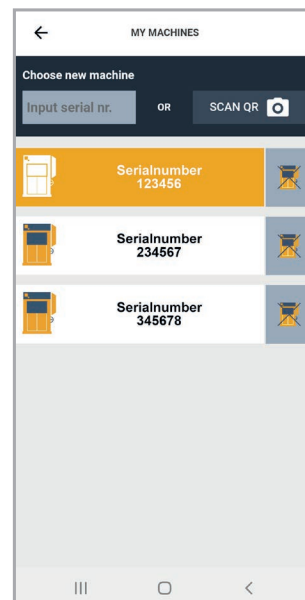 MY MACHINES
Choose new machine
Input serial nr.
OR
SCAN QR
Serialnumber
123456
Serialnumber
234567
Serialnumber
345678